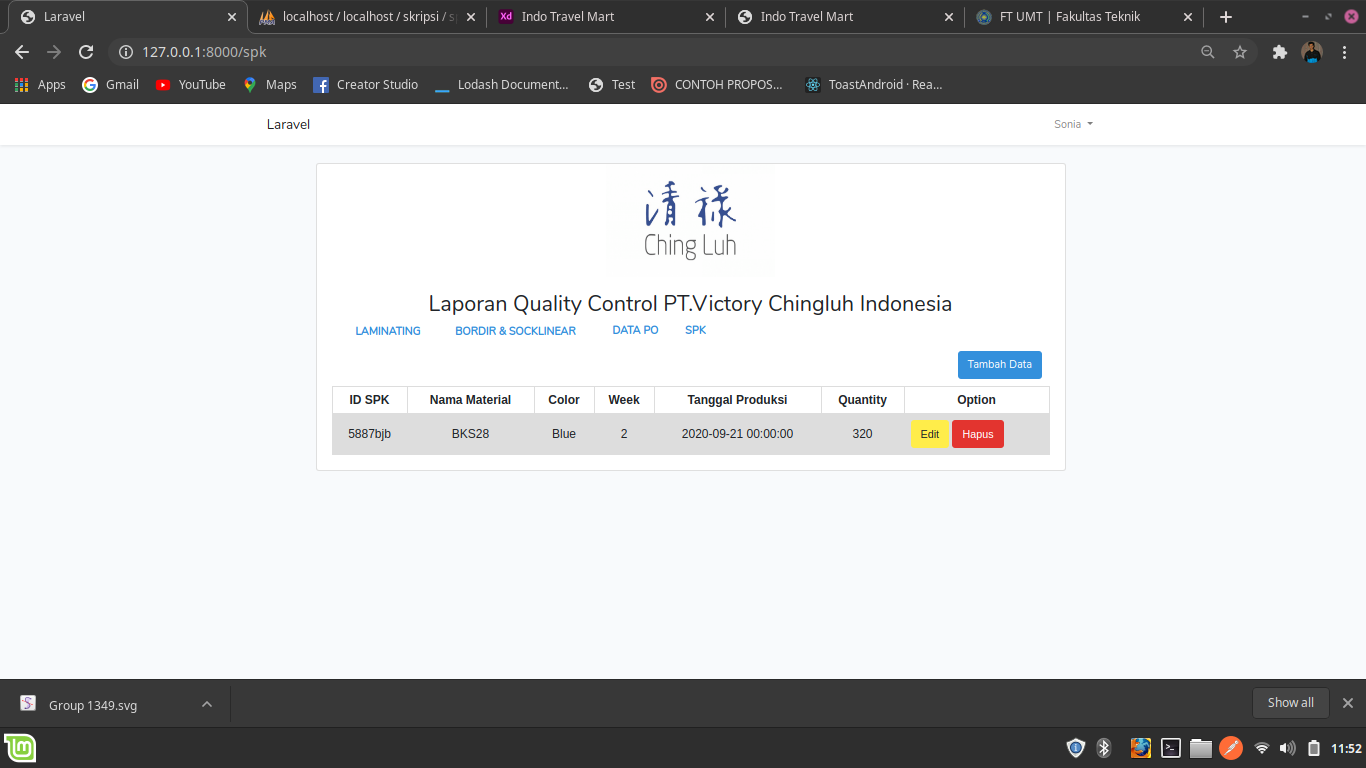 Laravel
localhost / localhost / skripsi / s
Indo Travel Mart
Indo Travel Mart
FT UMT | Fakultas Teknik
127.0.0.1:8000/spk
Apps
Gmail
YouTube
Maps
Creator Studio
Lodash Document...
Test
CONTOH PROPOS...
ToastAndroid · Rea...
Laravel
Sonia
清祿
Ching Luh
Laporan Quality Control PT.Victory Chingluh Indonesia
LAMINATING BORDIR & SOCKLINEAR DATA PO SPK
Tambah Data
ID SPK Nama Material Color Week Tanggal Produksi Quantity Option
5887bjb BKS28 Blue 2 2020-09-21 00:00:00 320 Edit Hapus
Group 1349.svg
Show all
11:52